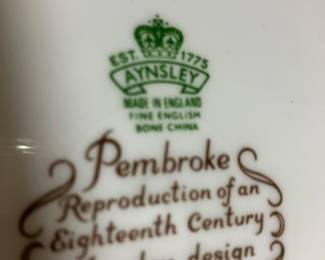 EST. 1775
AYNSLEY
MADE IN ENGLAND
FINE ENGLISH
BONE CHINA
Pembroke
Reproduction of an
Eighteenth Century
design